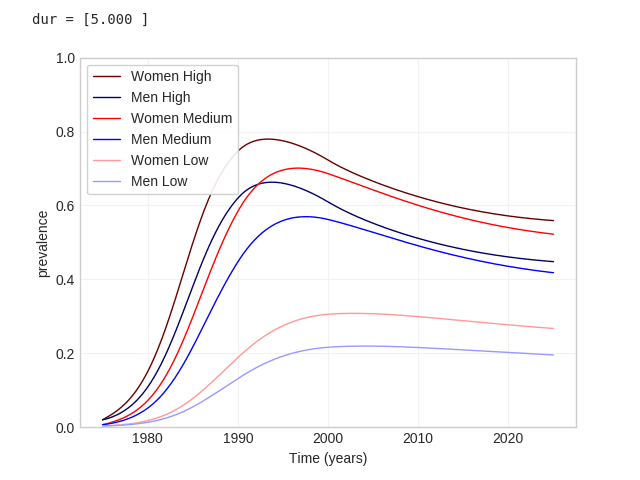 dur = [5.000 ]
1.0
Women High
Men High
Women Medium
Men Medium
Women Low
Men Low
0.8
0.6
0.4
0.2
0.0
prevalence
1980 1990 2000 2010 2020
Time (years)